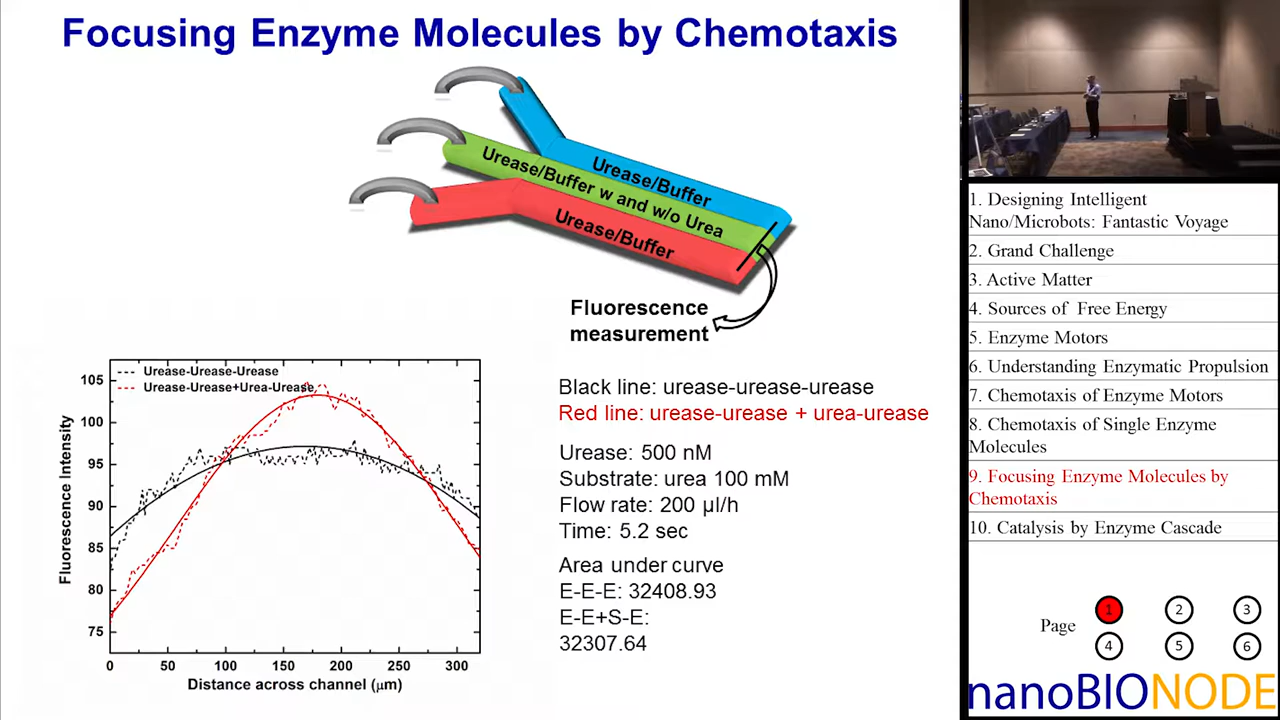 Focusing Enzyme Molecules by Chemotaxis
Urease/Buffer
Urease/Buffer w and w/o Urea
Urease/Buffer
Fluorescence
measurement
Urease-Urease-Urease
Urease-Urease+Urea-Urease
105
100
95
90
85
80
75
0
50
100
150
200
250
300
Fluorescence Intensity
Distance across channel (μm)
Black line: urease-urease-urease
Red line: urease-urease + urea-urease
Urease: 500 nM
Substrate: urea 100 mM
Flow rate: 200 µl/h
Time: 5.2 sec
Area under curve
E-E-E: 32408.93
E-E+S-E:
32307.64
1. Designing Intelligent
Nano/Microbots: Fantastic Voyage
2. Grand Challenge
3. Active Matter
4. Sources of Free Energy
5. Enzyme Motors
6. Understanding Enzymatic Propulsion
7. Chemotaxis of Enzyme Motors
8. Chemotaxis of Single Enzyme
Molecules
9. Focusing Enzyme Molecules by
Chemotaxis
10. Catalysis by Enzyme Cascade
Page
1 2 3
4 5 6
nanoBIONODE